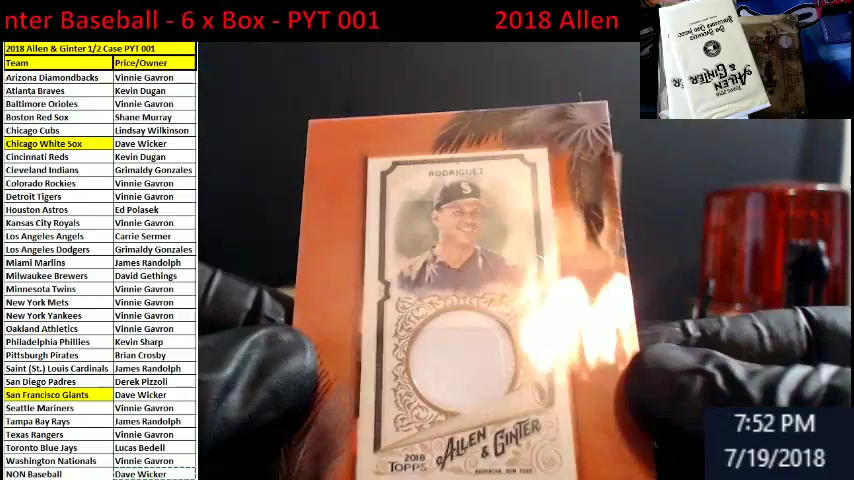 nter Baseball - 6 x Box - PYT 001
2018 Allen
2018 Allen & Ginter 1/2 Case PYT 001
Team Price/Owner
Arizona Diamondbacks Vinnie Gavron
Atlanta Braves Kevin Dugan
Baltimore Orioles Vinnie Gavron
Boston Red Sox Shane Murray
Chicago Cubs Lindsay Wilkinson
Chicago White Sox Dave Wicker
Cincinnati Reds Kevin Dugan
Cleveland Indians Grimaldy Gonzales
Colorado Rockies Vinnie Gavron
Detroit Tigers Vinnie Gavron
Houston Astros Ed Polasek
Kansas City Royals Vinnie Gavron
Los Angeles Angels Carrie Sermer
Los Angeles Dodgers Grimaldy Gonzales
Miami Marlins James Randolph
Milwaukee Brewers David Gethings
Minnesota Twins Vinnie Gavron
New York Mets Vinnie Gavron
New York Yankees Vinnie Gavron
Oakland Athletics Vinnie Gavron
Philadelphia Phillies Kevin Sharp
Pittsburgh Pirates Brian Crosby
Saint (St.) Louis Cardinals James Randolph
San Diego Padres Derek Pizzoli
San Francisco Giants Dave Wicker
Seattle Mariners Vinnie Gavron
Tampa Bay Rays James Randolph
Texas Rangers Vinnie Gavron
Toronto Blue Jays Lucas Bedell
Washington Nationals Vinnie Gavron
NON Baseball Dave Wicker
RODRIGUEZ
S
2018
TOPPS
ALLEN
& GINTER
BROOKLYN, NEW YORK
TOPPS 2018
ALLEN
& GINTER
7:52 PM
7/19/2018